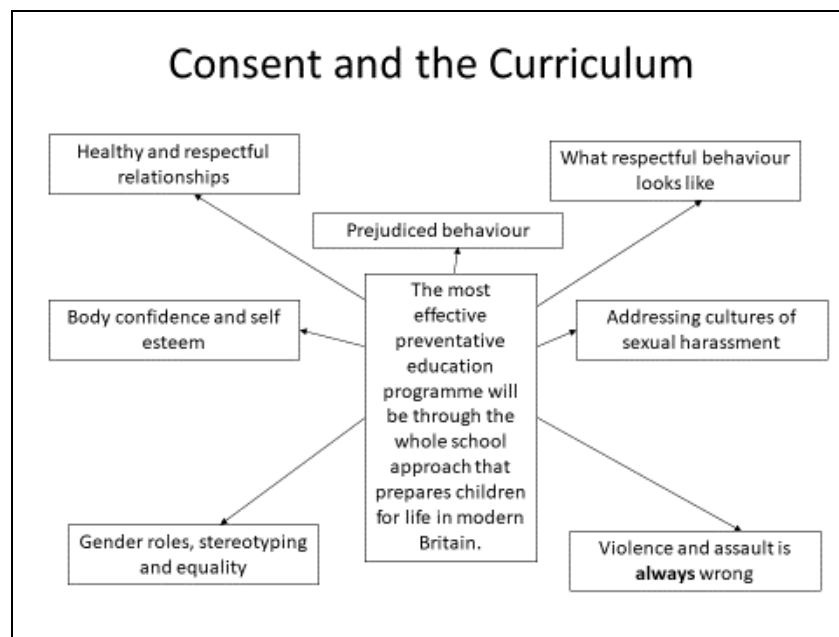 Consent and the Curriculum
Healthy and respectful
relationships
What respectful behaviour
looks like
Prejudiced behaviour
The most
effective
preventative
education
programme will
be through the
whole school
approach that
prepares children
for life in modern
Britain.
Body confidence and self
esteem
Addressing cultures of
sexual harassment
Gender roles, stereotyping
and equality
Violence and assault is
always wrong